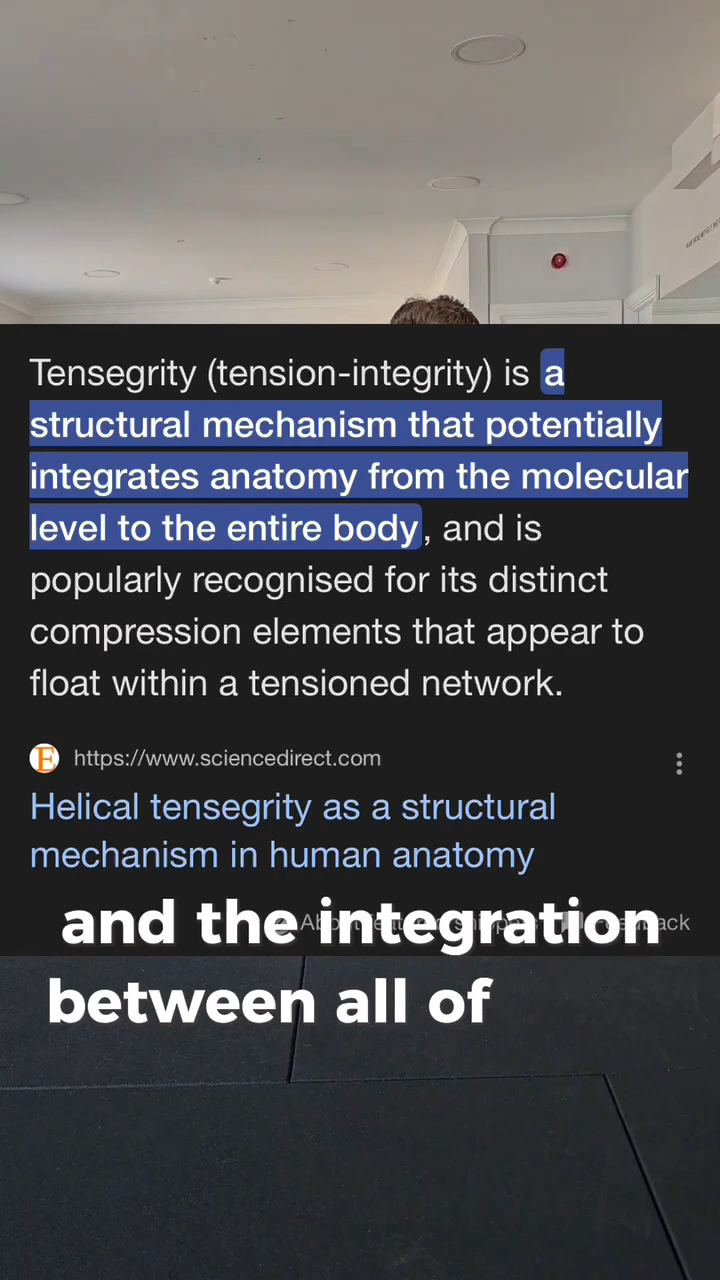 Tensegrity (tension-integrity) is a
structural mechanism that potentially
integrates anatomy from the molecular
level to the entire body, and is
popularly recognised for its distinct
compression elements that appear to
float within a tensioned network.
https://www.sciencedirect.com
Helical tensegrity as a structural
mechanism in human anatomy
and the integration
between all of